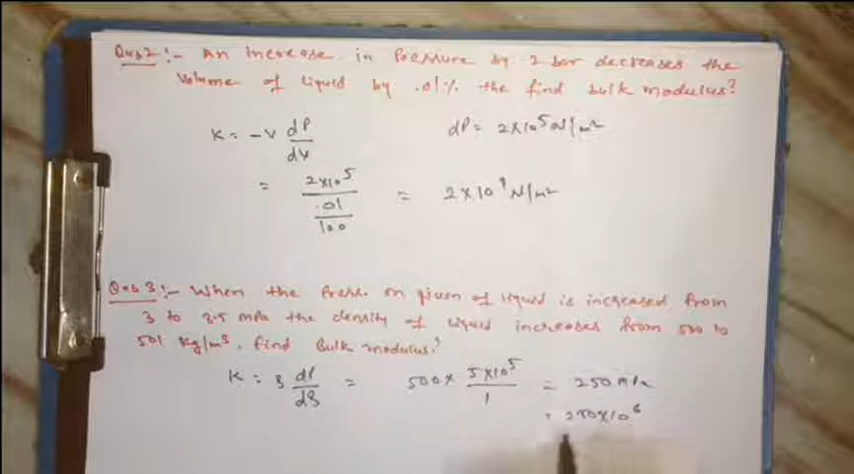 Ques 2 :- An increase in Pressure by 2 bar decreases the
volume of liquid by .01% the find bulk modulus?
K = -V dP/dV    dP = 2×10⁵ N/m²
= 2×10⁵ / (.01/100) = 2×10⁹ N/m²
Ques 3 :- When the Press. on given of liquid is increased from
3 to 3.5 mPa the density of liquid increases from 500 to
501 Kg/m³. find Bulk modulus?
K = ρ dP/dρ = 500 × 5×10⁵/1 = 250 mPa
= 250×10⁶